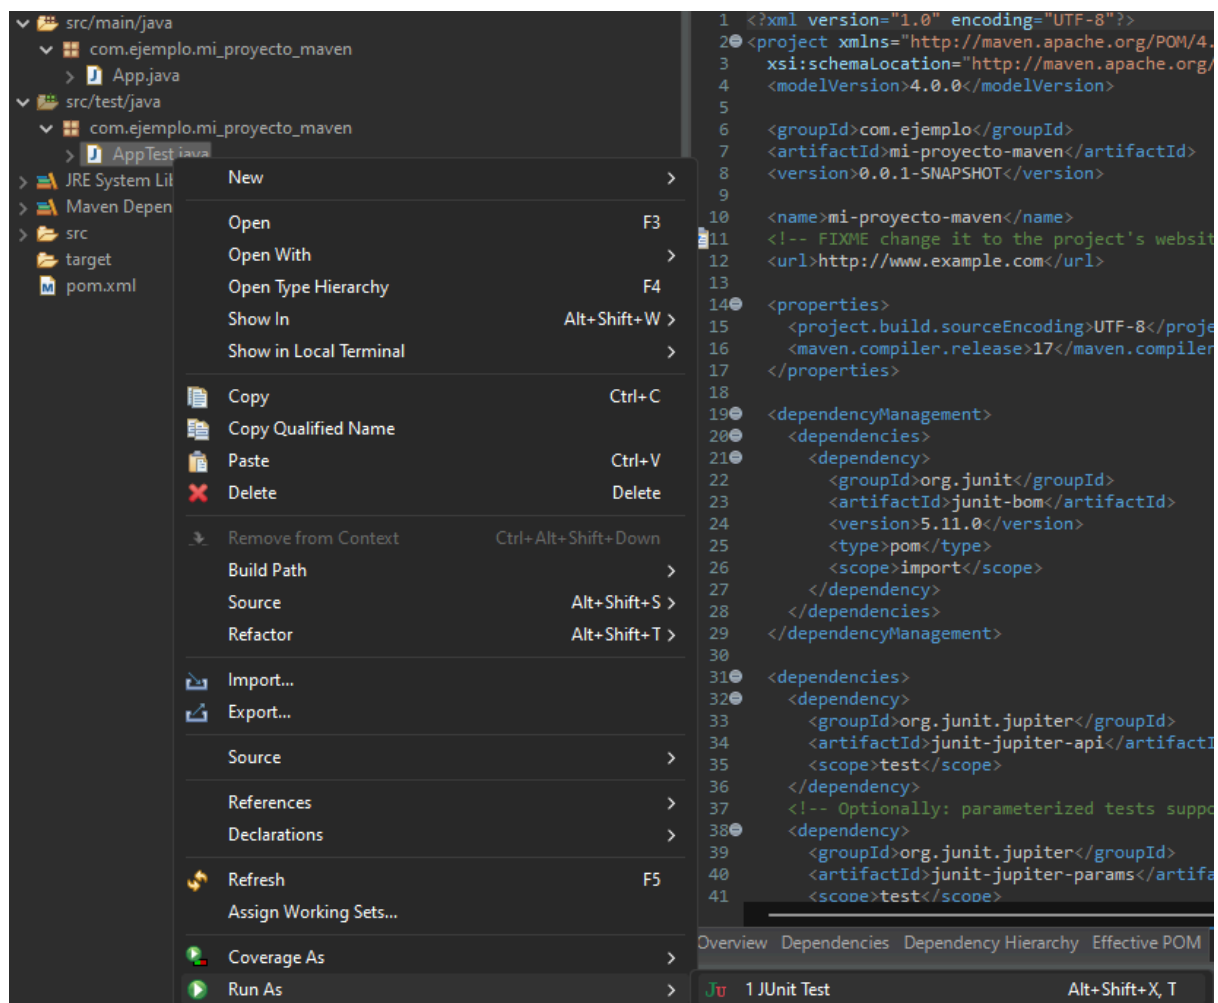 src/main/java
com.ejemplo.mi_proyecto_maven
App.java
src/test/java
com.ejemplo.mi_proyecto_maven
AppTest.java
JRE System Lib
Maven Depen
src
target
pom.xml
New
Open F3
Open With
Open Type Hierarchy F4
Show In Alt+Shift+W
Show in Local Terminal
Copy Ctrl+C
Copy Qualified Name
Paste Ctrl+V
Delete Delete
Remove from Context Ctrl+Alt+Shift+Down
Build Path
Source Alt+Shift+S
Refactor Alt+Shift+T
Import...
Export...
Source
References
Declarations
Refresh F5
Assign Working Sets...
Coverage As
Run As
1 <?xml version="1.0" encoding="UTF-8"?>
2 <project xmlns="http://maven.apache.org/POM/4.
3 xsi:schemaLocation="http://maven.apache.org/
4 <modelVersion>4.0.0</modelVersion>
5
6 <groupId>com.ejemplo</groupId>
7 <artifactId>mi-proyecto-maven</artifactId>
8 <version>0.0.1-SNAPSHOT</version>
9
10 <name>mi-proyecto-maven</name>
11 <!-- FIXME change it to the project's websit
12 <url>http://www.example.com</url>
13
14 <properties>
15 <project.build.sourceEncoding>UTF-8</proje
16 <maven.compiler.release>17</maven.compiler
17 </properties>
18
19 <dependencyManagement>
20 <dependencies>
21 <dependency>
22 <groupId>org.junit</groupId>
23 <artifactId>junit-bom</artifactId>
24 <version>5.11.0</version>
25 <type>pom</type>
26 <scope>import</scope>
27 </dependency>
28 </dependencies>
29 </dependencyManagement>
30
31 <dependencies>
32 <dependency>
33 <groupId>org.junit.jupiter</groupId>
34 <artifactId>junit-jupiter-api</artifactI
35 <scope>test</scope>
36 </dependency>
37 <!-- Optionally: parameterized tests suppo
38 <dependency>
39 <groupId>org.junit.jupiter</groupId>
40 <artifactId>junit-jupiter-params</artifa
41 <scope>test</scope>
Overview Dependencies Dependency Hierarchy Effective POM
Ju 1 JUnit Test Alt+Shift+X, T